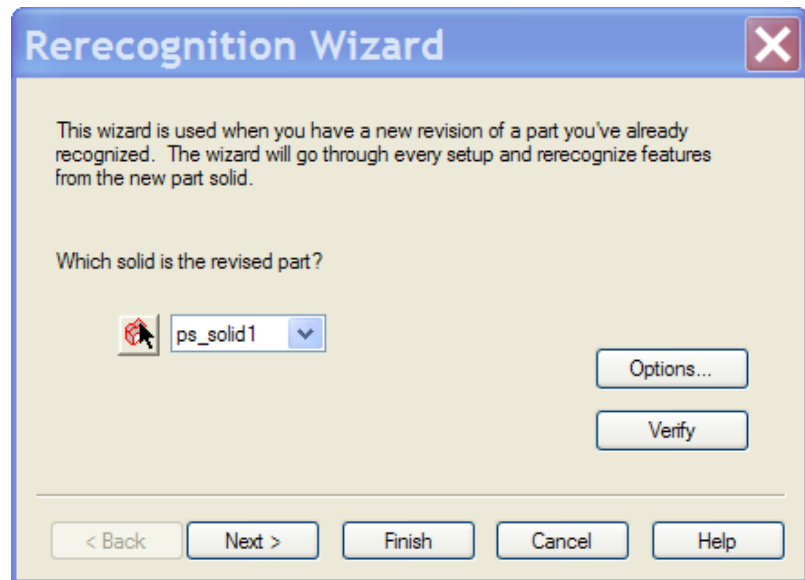 Rerecognition Wizard
This wizard is used when you have a new revision of a part you've already
recognized.  The wizard will go through every setup and rerecognize features
from the new part solid.
Which solid is the revised part?
ps_solid1
Options...
Verify
< Back
Next >
Finish
Cancel
Help